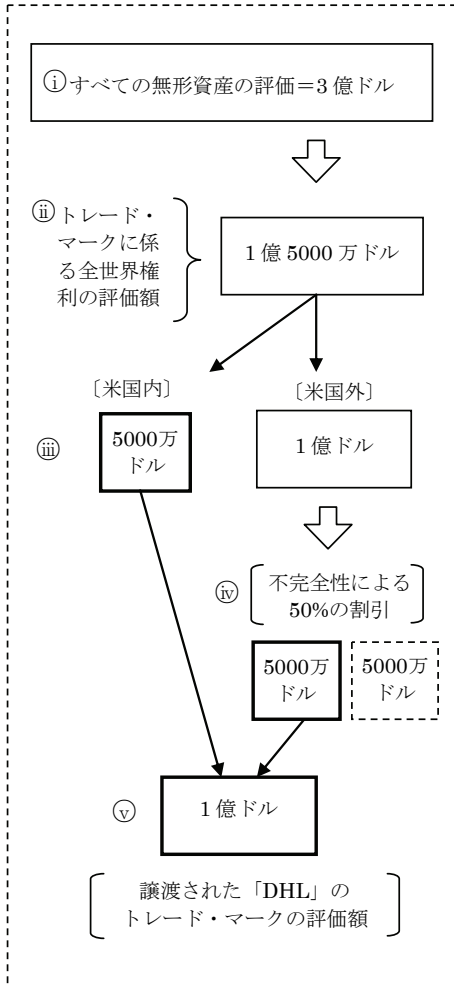 ⓘすべての無形資産の評価＝3 億ドル
ⓘⓘトレード・
マークに係
る全世界権
利の評価額
1 億 5000 万ドル
〔米国内〕
〔米国外〕
ⓘⓘⓘ
5000万
ドル
1 億ドル
ⓘⓥ
不完全性による
50%の割引
5000万
ドル
5000万
ドル
ⓥ
1 億ドル
譲渡された「DHL」の
トレード・マークの評価額